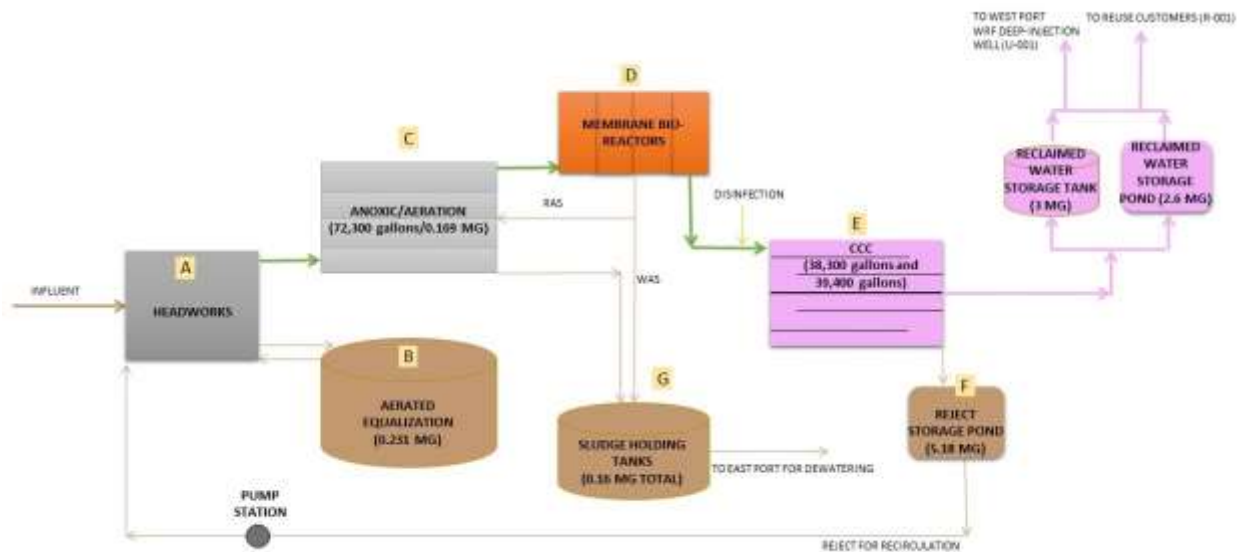 TO WEST PORT
WRF DEEP-INJECTION
WELL (U-001)
TO REUSE CUSTOMERS (R-001)
D
MEMBRANE BIO-
REACTORS
C
ANOXIC/AERATION
(72,300 gallons/0.169 MG)
RAS
DISINFECTION
RECLAIMED
WATER
STORAGE TANK
(3 MG)
RECLAIMED
WATER
STORAGE
POND (2.6 MG)
E
CCC
(38,300 gallons and
39,400 gallons)
A
INFLUENT
HEADWORKS
WAS
B
AERATED
EQUALIZATION
(0.231 MG)
G
SLUDGE HOLDING
TANKS
(0.16 MG TOTAL)
TO EAST PORT FOR DEWATERING
F
REJECT
STORAGE POND
(5.18 MG)
PUMP
STATION
REJECT FOR RECIRCULATION